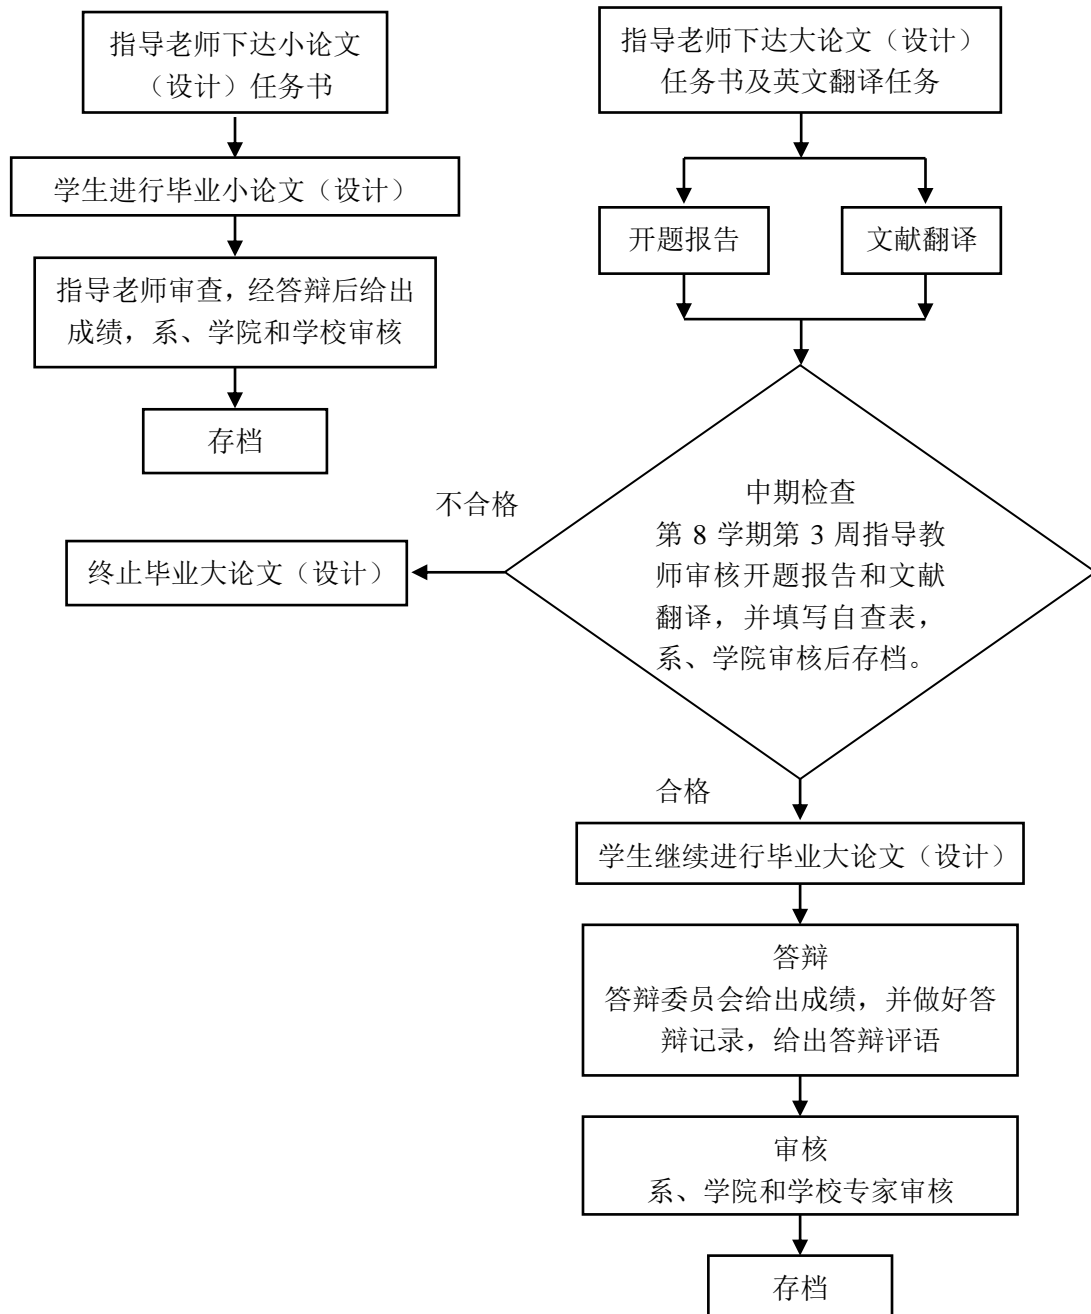 指导老师下达小论文
（设计）任务书
学生进行毕业小论文（设计）
指导老师审查，经答辩后给出
成绩，系、学院和学校审核
存档
指导老师下达大论文（设计）
任务书及英文翻译任务
开题报告
文献翻译
中期检查
第 8 学期第 3 周指导教
师审核开题报告和文献
翻译，并填写自查表，
系、学院审核后存档。
不合格
终止毕业大论文（设计）
合格
学生继续进行毕业大论文（设计）
答辩
答辩委员会给出成绩，并做好答
辩记录，给出答辩评语
审核
系、学院和学校专家审核
存档